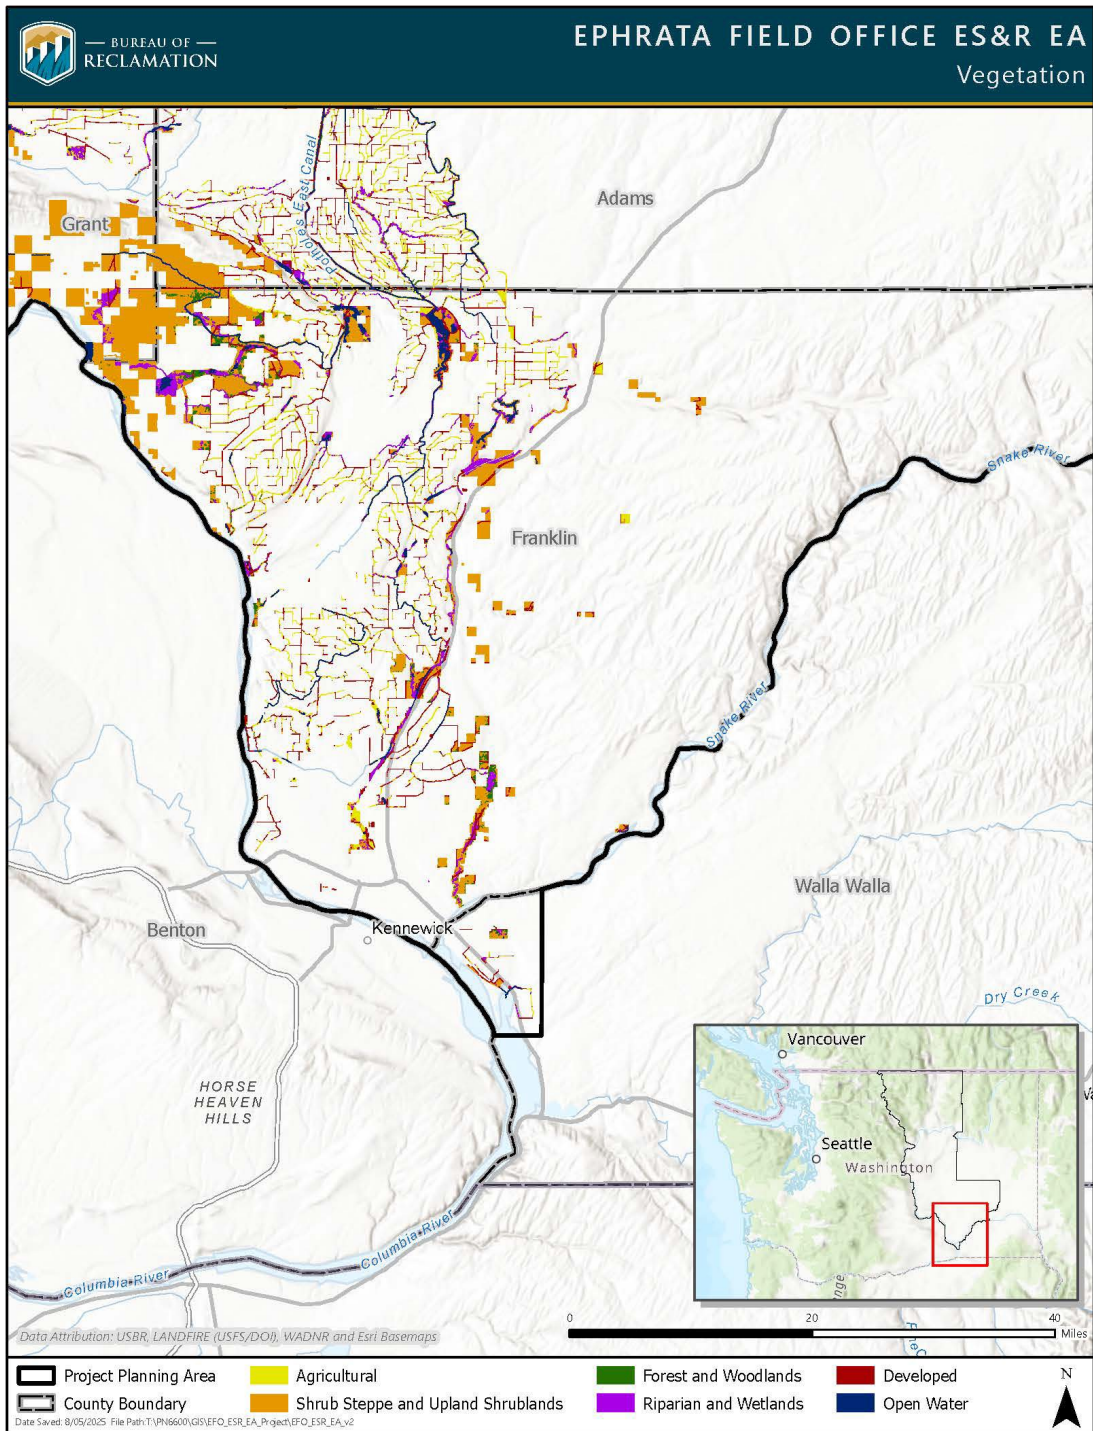 BUREAU OF
RECLAMATION
EPHRATA FIELD OFFICE ES&R EA
Vegetation
Potholes East Canal
Adams
Grant
Snake River
Franklin
Snake River
Walla Walla
Benton
Kennewick
Dry Creek
HORSE
HEAVEN
HILLS
Vancouver
Seattle
Washington
Columbia River
Columbia River
Data Attribution: USBR, LANDFIRE (USFS/DOI), WADNR and Esri Basemaps
0 20 40
Miles
Project Planning Area
Agricultural
Forest and Woodlands
Developed
N
County Boundary
Shrub Steppe and Upland Shrublands
Riparian and Wetlands
Open Water
Date Saved: 8/05/2025 File Path:T:\PN6600\GIS\EFO_ESR_EA_Project\EFO_ESR_EA_v2